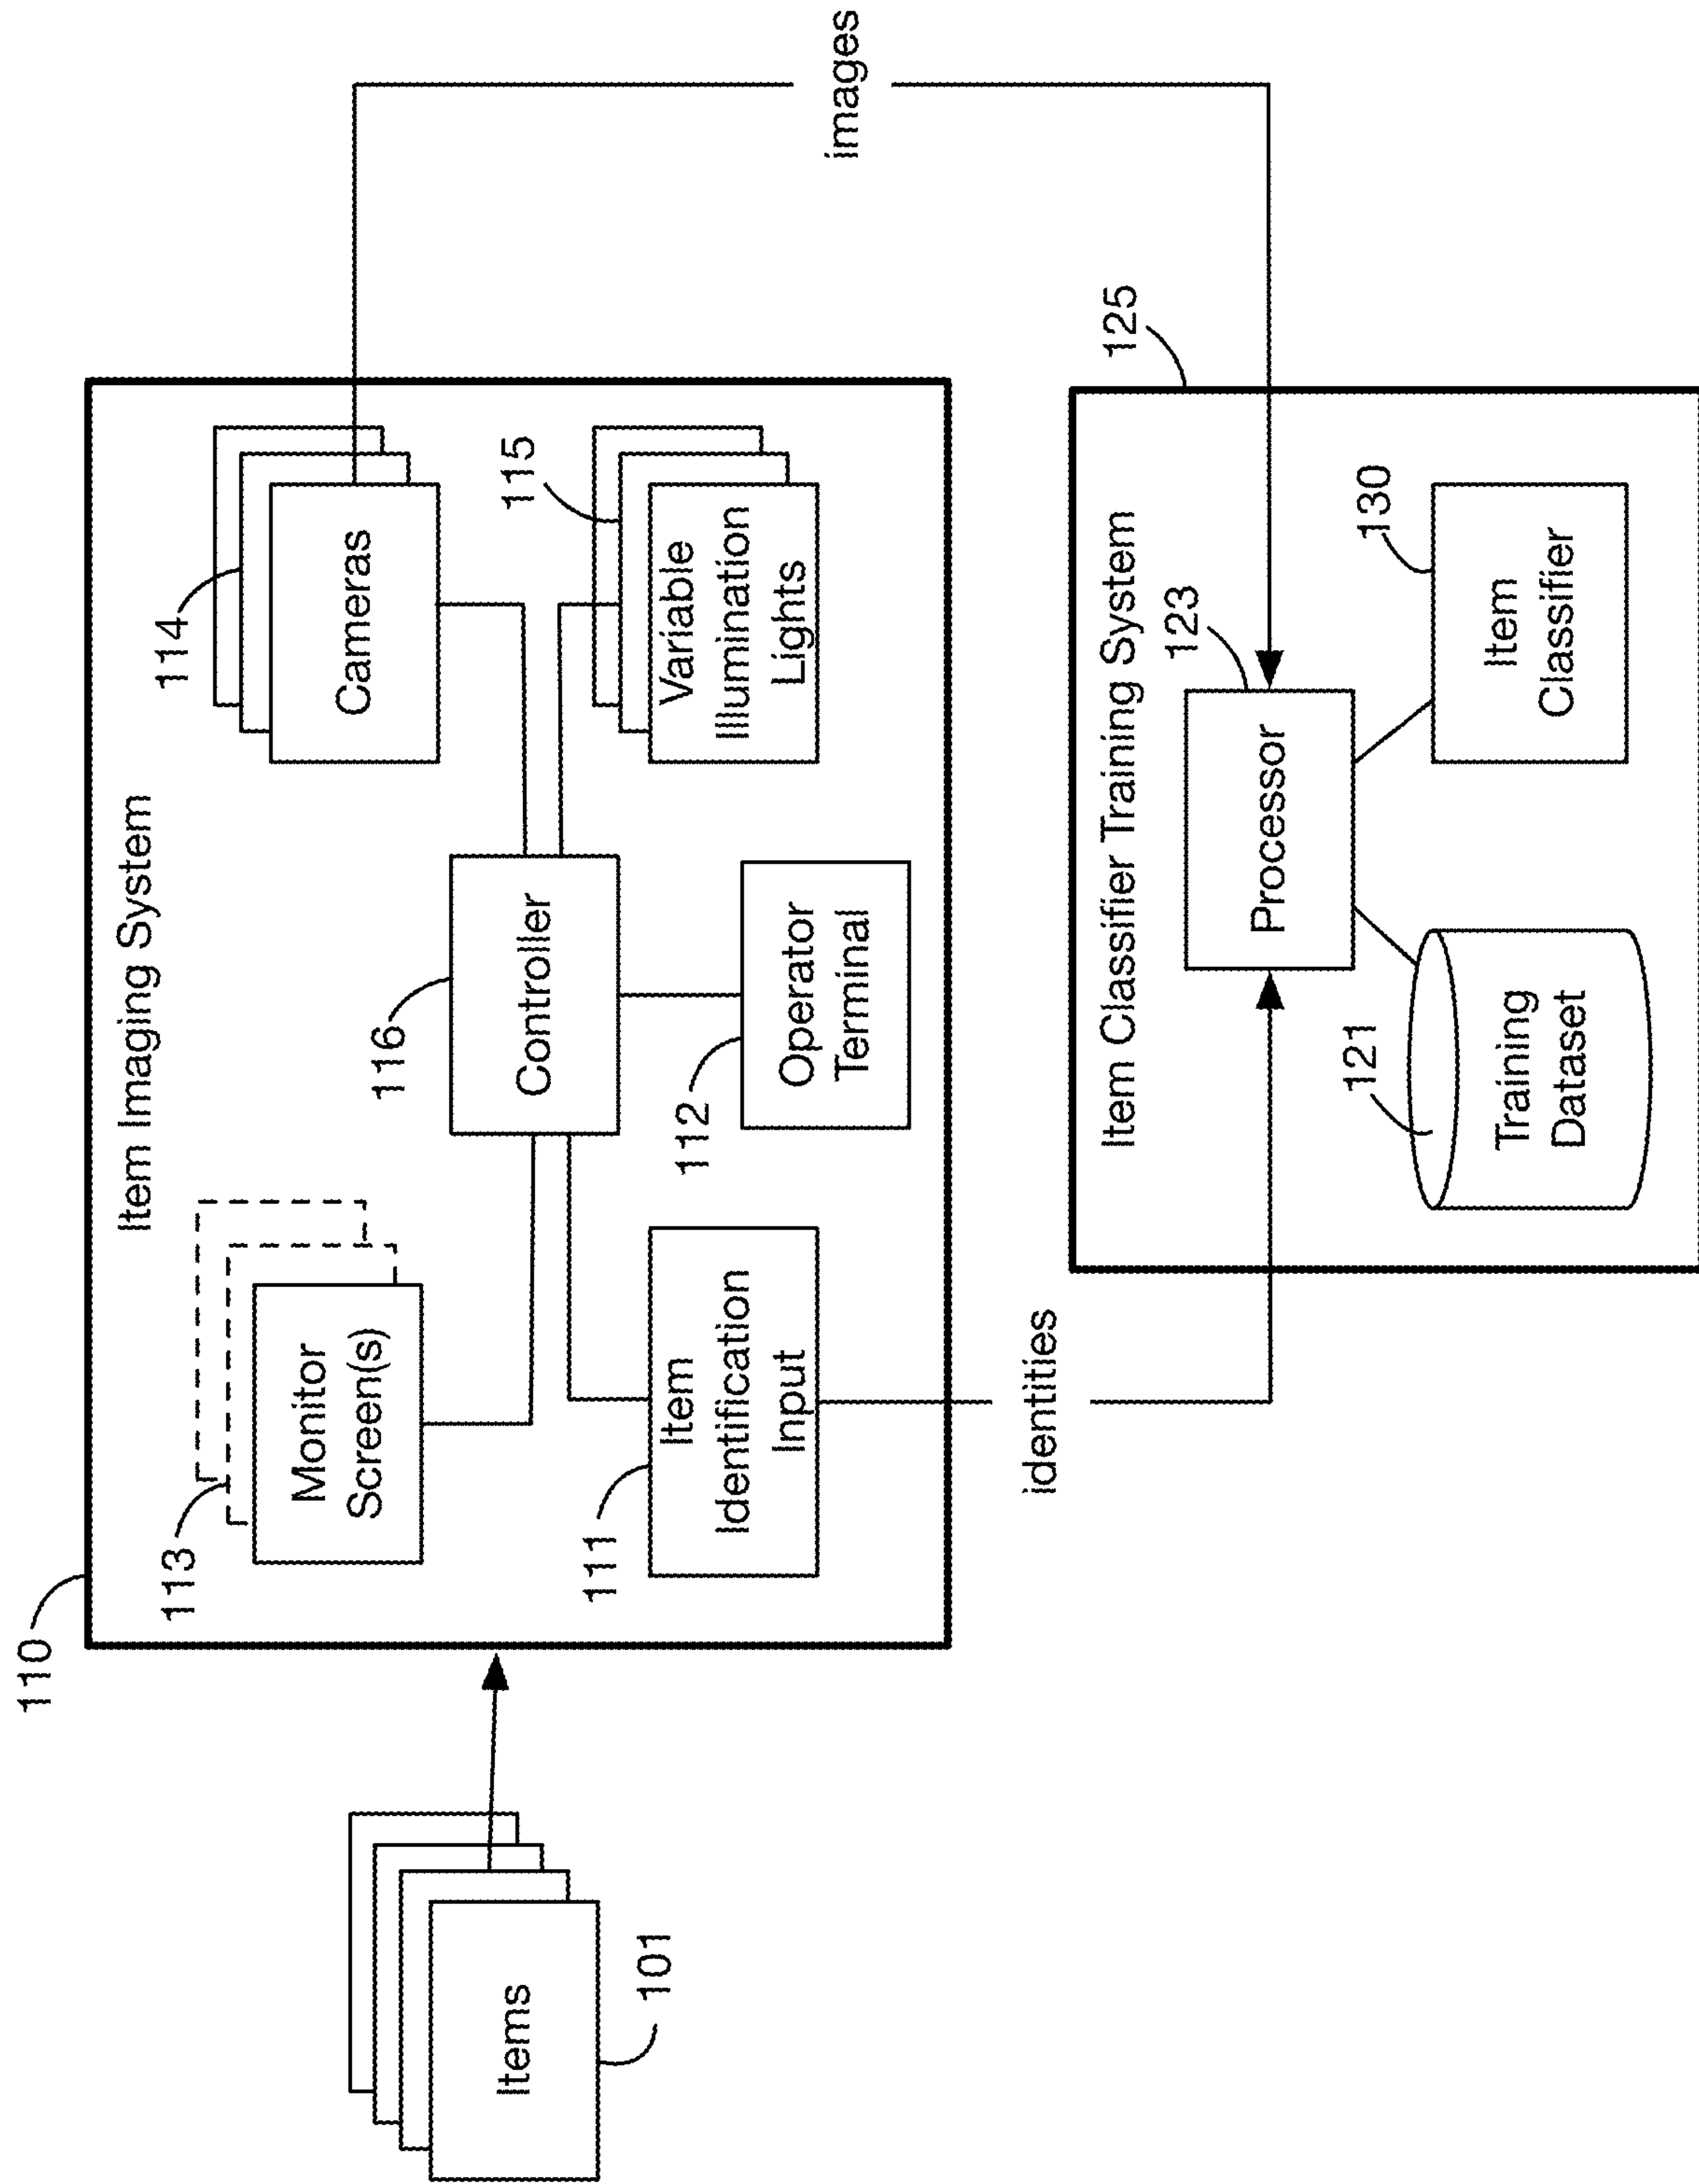 110
Item Imaging System
113
Monitor
Screen(s)
116
Controller
114
Cameras
111
Item
Identification
Input
112
Operator
Terminal
115
Variable
Illumination
Lights
Items
101
identities
images
125
Item Classifier Training System
123
Processor
121
Training
Dataset
130
Item
Classifier